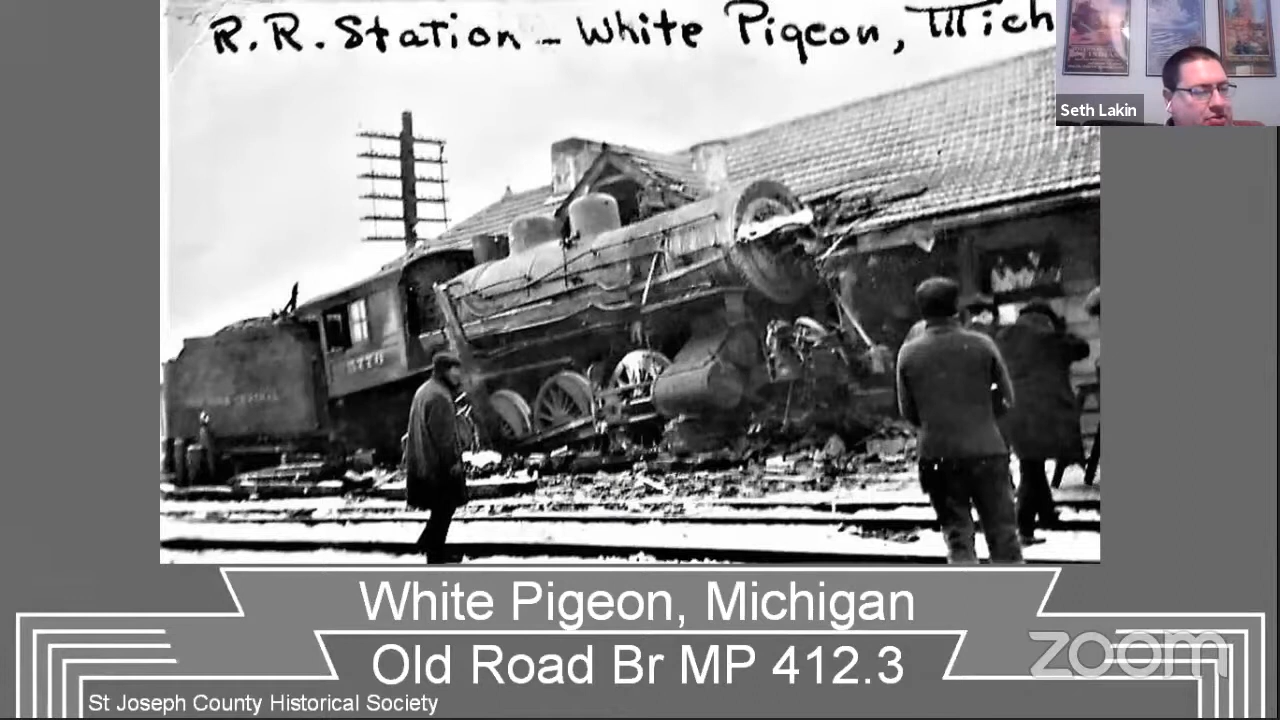 R.R. Station - White Pigeon, Mich
Seth Lakin
5776
White Pigeon, Michigan
Old Road Br MP 412.3
zoom
St Joseph County Historical Society